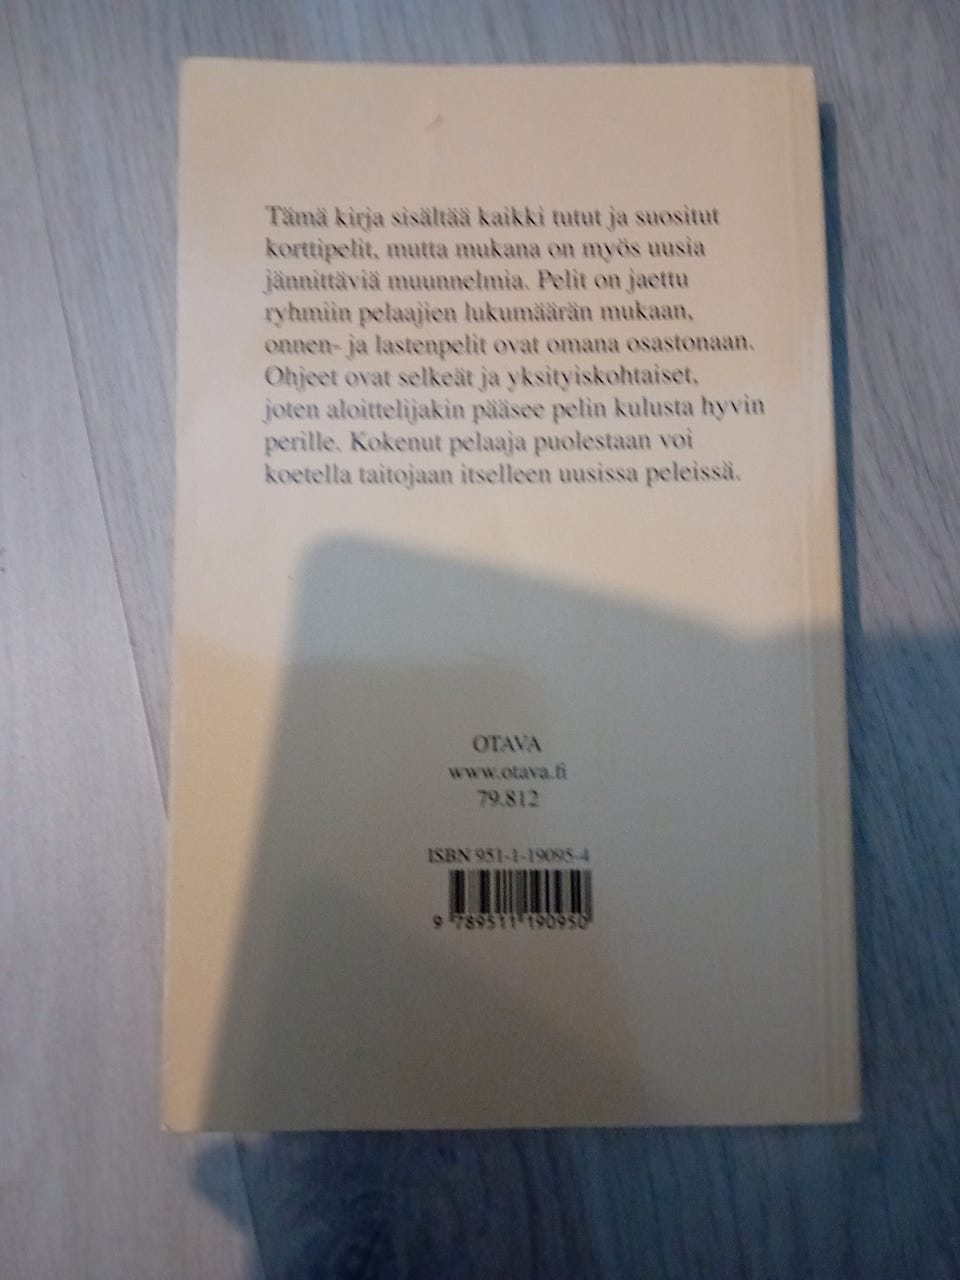 Tämä kirja sisältää kaikki tutut ja suositut
korttipelit, mutta mukana on myös uusia
jännittäviä muunnelmia. Pelit on jaettu
ryhmiin pelaajien lukumäärän mukaan,
onnen- ja lastenpelit ovat omana osastonaan.
Ohjeet ovat selkeät ja yksityiskohtaiset,
joten aloittelijakin pääsee pelin kulusta hyvin
perille. Kokenut pelaaja puolestaan voi
koetella taitojaan itselleen uusissa peleissä.
OTAVA
www.otava.fi
79.812
ISBN 951-1-19095-4
9 789511 190950